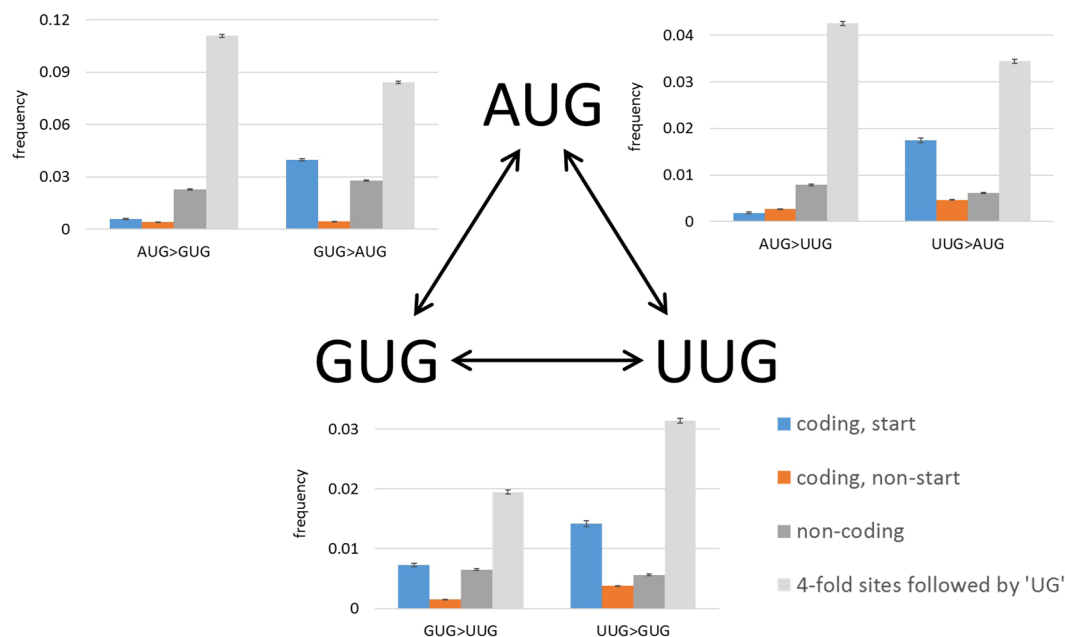 0.12
0.09
0.06
0.03
0
frequency
AUG>GUG
GUG>AUG
AUG
0.04
0.03
0.02
0.01
0
frequency
AUG>UUG
UUG>AUG
GUG
UUG
0.03
0.02
0.01
0
frequency
GUG>UUG
UUG>GUG
coding, start
coding, non-start
non-coding
4-fold sites followed by 'UG'